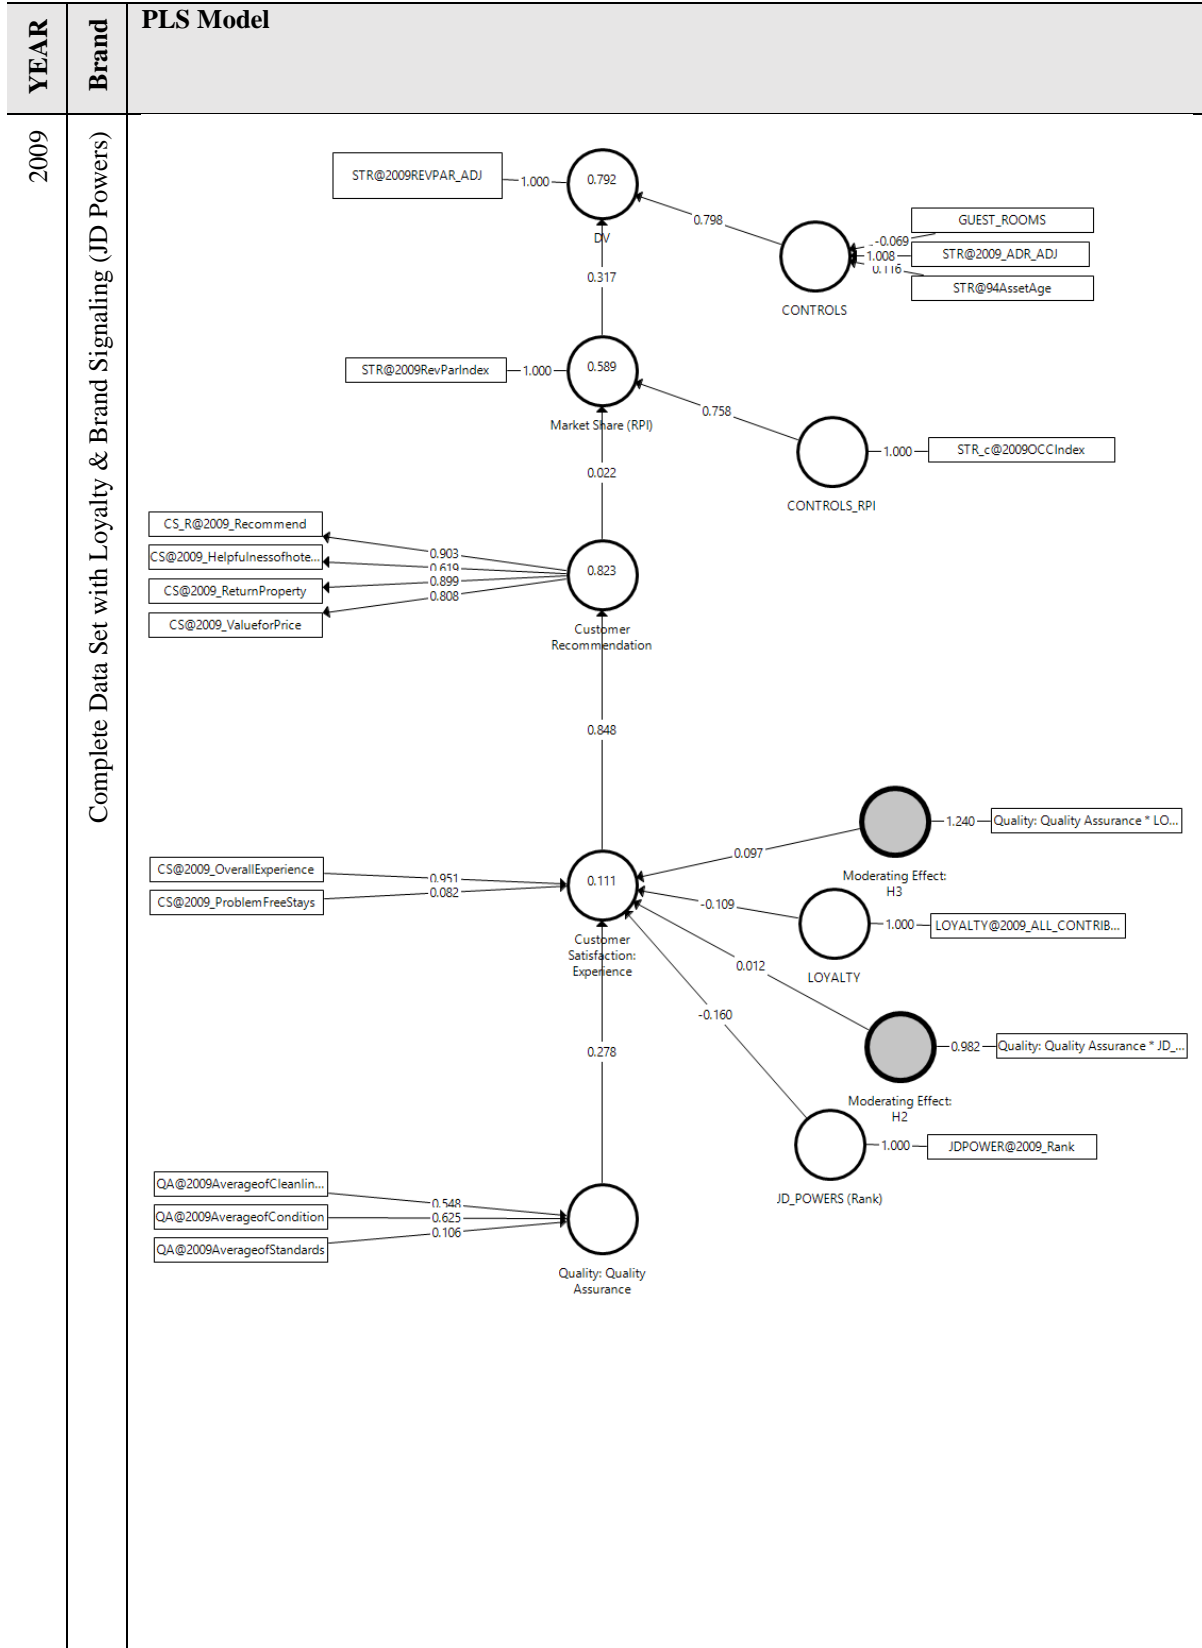 YEAR
Brand
PLS Model
2009
Complete Data Set with Loyalty & Brand Signaling (JD Powers)
STR@2009REVPAR_ADJ
1.000
0.792
DV
0.798
GUEST_ROOMS
-0.069
STR@2009_ADR_ADJ
1.008
STR@94AssetAge
0.116
CONTROLS
0.317
STR@2009RevParIndex
1.000
0.589
Market Share (RPI)
0.758
1.000
STR_c@2009OCCIndex
CONTROLS_RPI
0.022
CS_R@2009_Recommend
CS@2009_Helpfulnessofhote...
CS@2009_ReturnProperty
CS@2009_ValueforPrice
0.903
0.619
0.899
0.808
0.823
Customer
Recommendation
0.848
1.240
Quality: Quality Assurance * LO...
Moderating Effect:
H3
0.097
CS@2009_OverallExperience
CS@2009_ProblemFreeStays
0.951
0.082
0.111
Customer
Satisfaction:
Experience
-0.109
1.000
LOYALTY@2009_ALL_CONTRIB...
LOYALTY
0.012
-0.160
0.982
Quality: Quality Assurance * JD_...
Moderating Effect:
H2
0.278
1.000
JDPOWER@2009_Rank
JD_POWERS (Rank)
QA@2009AverageofCleanlin...
QA@2009AverageofCondition
QA@2009AverageofStandards
0.548
0.625
0.106
Quality: Quality
Assurance